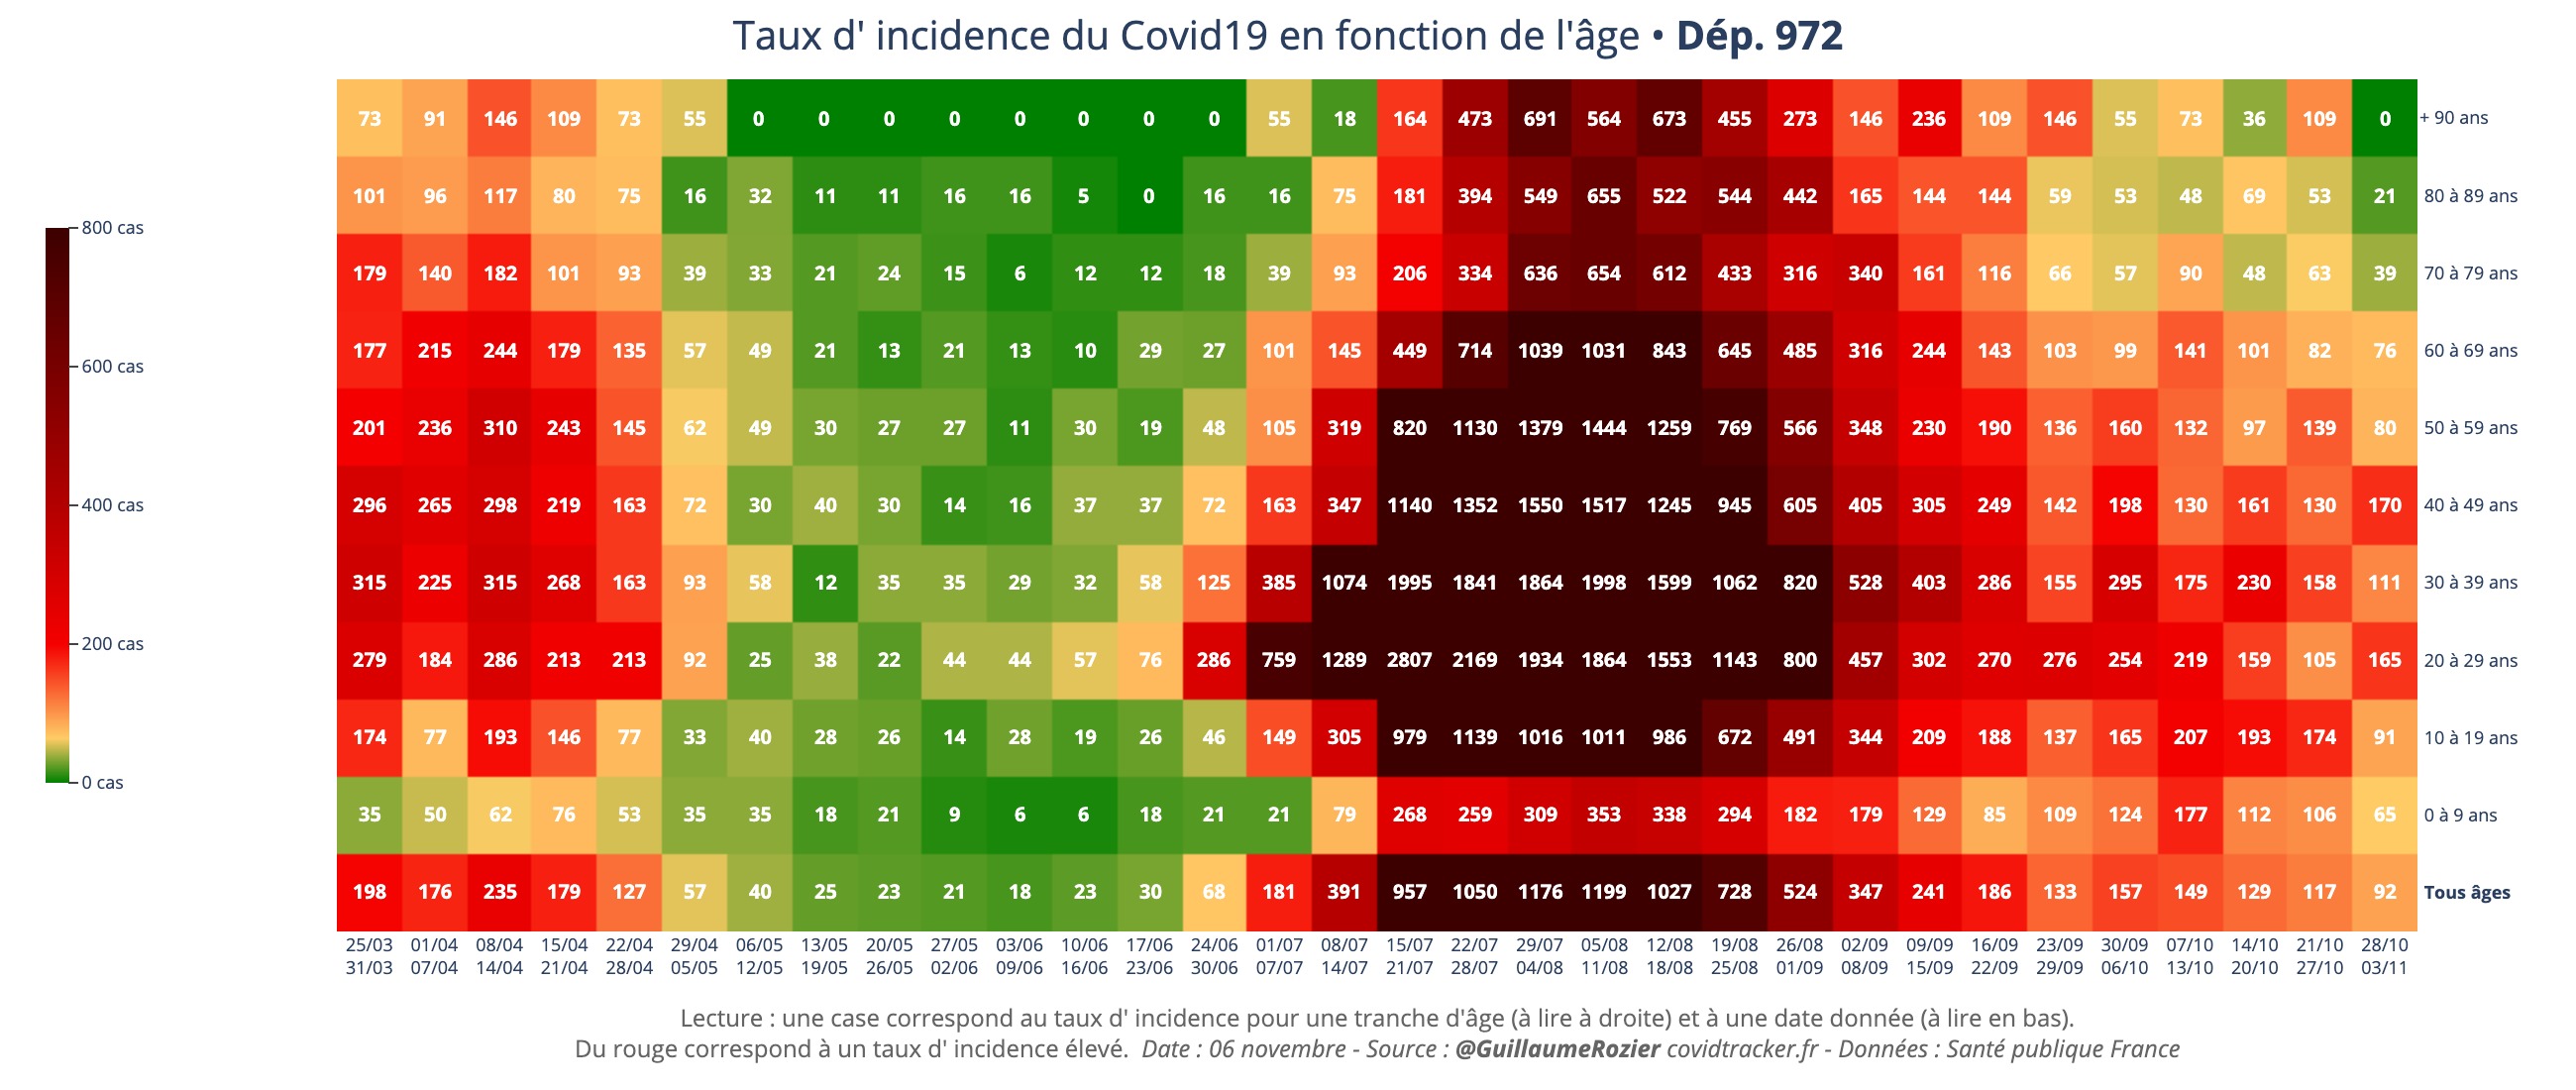 Taux d' incidence du Covid19 en fonction de l'âge • Dép. 972
800 cas
600 cas
400 cas
200 cas
0 cas
73 91 146 109 73 55 0 0 0 0 0 0 0 0 55 18 164 473 691 564 673 455 273 146 236 109 146 55 73 36 109 0 + 90 ans
101 96 117 80 75 16 32 11 11 16 16 5 0 16 16 75 181 394 549 655 522 544 442 165 144 144 59 53 48 69 53 21 80 à 89 ans
179 140 182 101 93 39 33 21 24 15 6 12 12 18 39 93 206 334 636 654 612 433 316 340 161 116 66 57 90 48 63 39 70 à 79 ans
177 215 244 179 135 57 49 21 13 21 13 10 29 27 101 145 449 714 1039 1031 843 645 485 316 244 143 103 99 141 101 82 76 60 à 69 ans
201 236 310 243 145 62 49 30 27 27 11 30 19 48 105 319 820 1130 1379 1444 1259 769 566 348 230 190 136 160 132 97 139 80 50 à 59 ans
296 265 298 219 163 72 30 40 30 14 16 37 37 72 163 347 1140 1352 1550 1517 1245 945 605 405 305 249 142 198 130 161 130 170 40 à 49 ans
315 225 315 268 163 93 58 12 35 35 29 32 58 125 385 1074 1995 1841 1864 1998 1599 1062 820 528 403 286 155 295 175 230 158 111 30 à 39 ans
279 184 286 213 213 92 25 38 22 44 44 57 76 286 759 1289 2807 2169 1934 1864 1553 1143 800 457 302 270 276 254 219 159 105 165 20 à 29 ans
174 77 193 146 77 33 40 28 26 14 28 19 26 46 149 305 979 1139 1016 1011 986 672 491 344 209 188 137 165 207 193 174 91 10 à 19 ans
35 50 62 76 53 35 35 18 21 9 6 6 18 21 21 79 268 259 309 353 338 294 182 179 129 85 109 124 177 112 106 65 0 à 9 ans
198 176 235 179 127 57 40 25 23 21 18 23 30 68 181 391 957 1050 1176 1199 1027 728 524 347 241 186 133 157 149 129 117 92 Tous âges
25/03 01/04 08/04 15/04 22/04 29/04 06/05 13/05 20/05 27/05 03/06 10/06 17/06 24/06 01/07 08/07 15/07 22/07 29/07 05/08 12/08 19/08 26/08 02/09 09/09 16/09 23/09 30/09 07/10 14/10 21/10 28/10
31/03 07/04 14/04 21/04 28/04 05/05 12/05 19/05 26/05 02/06 09/06 16/06 23/06 30/06 07/07 14/07 21/07 28/07 04/08 11/08 18/08 25/08 01/09 08/09 15/09 22/09 29/09 06/10 13/10 20/10 27/10 03/11
Lecture : une case correspond au taux d' incidence pour une tranche d'âge (à lire à droite) et à une date donnée (à lire en bas).
Du rouge correspond à un taux d' incidence élevé. Date : 06 novembre - Source : @GuillaumeRozier covidtracker.fr - Données : Santé publique France